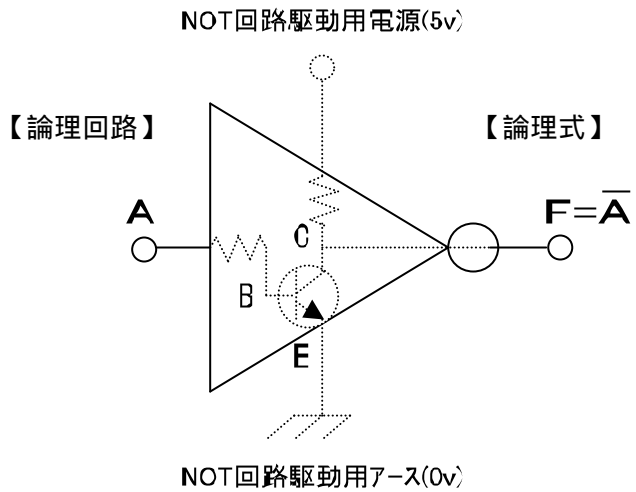 NOT回路駆動用電源(5v)
【論理回路】
【論理式】
A
F=A̅
C
B
E
NOT回路駆動用アース(0v)